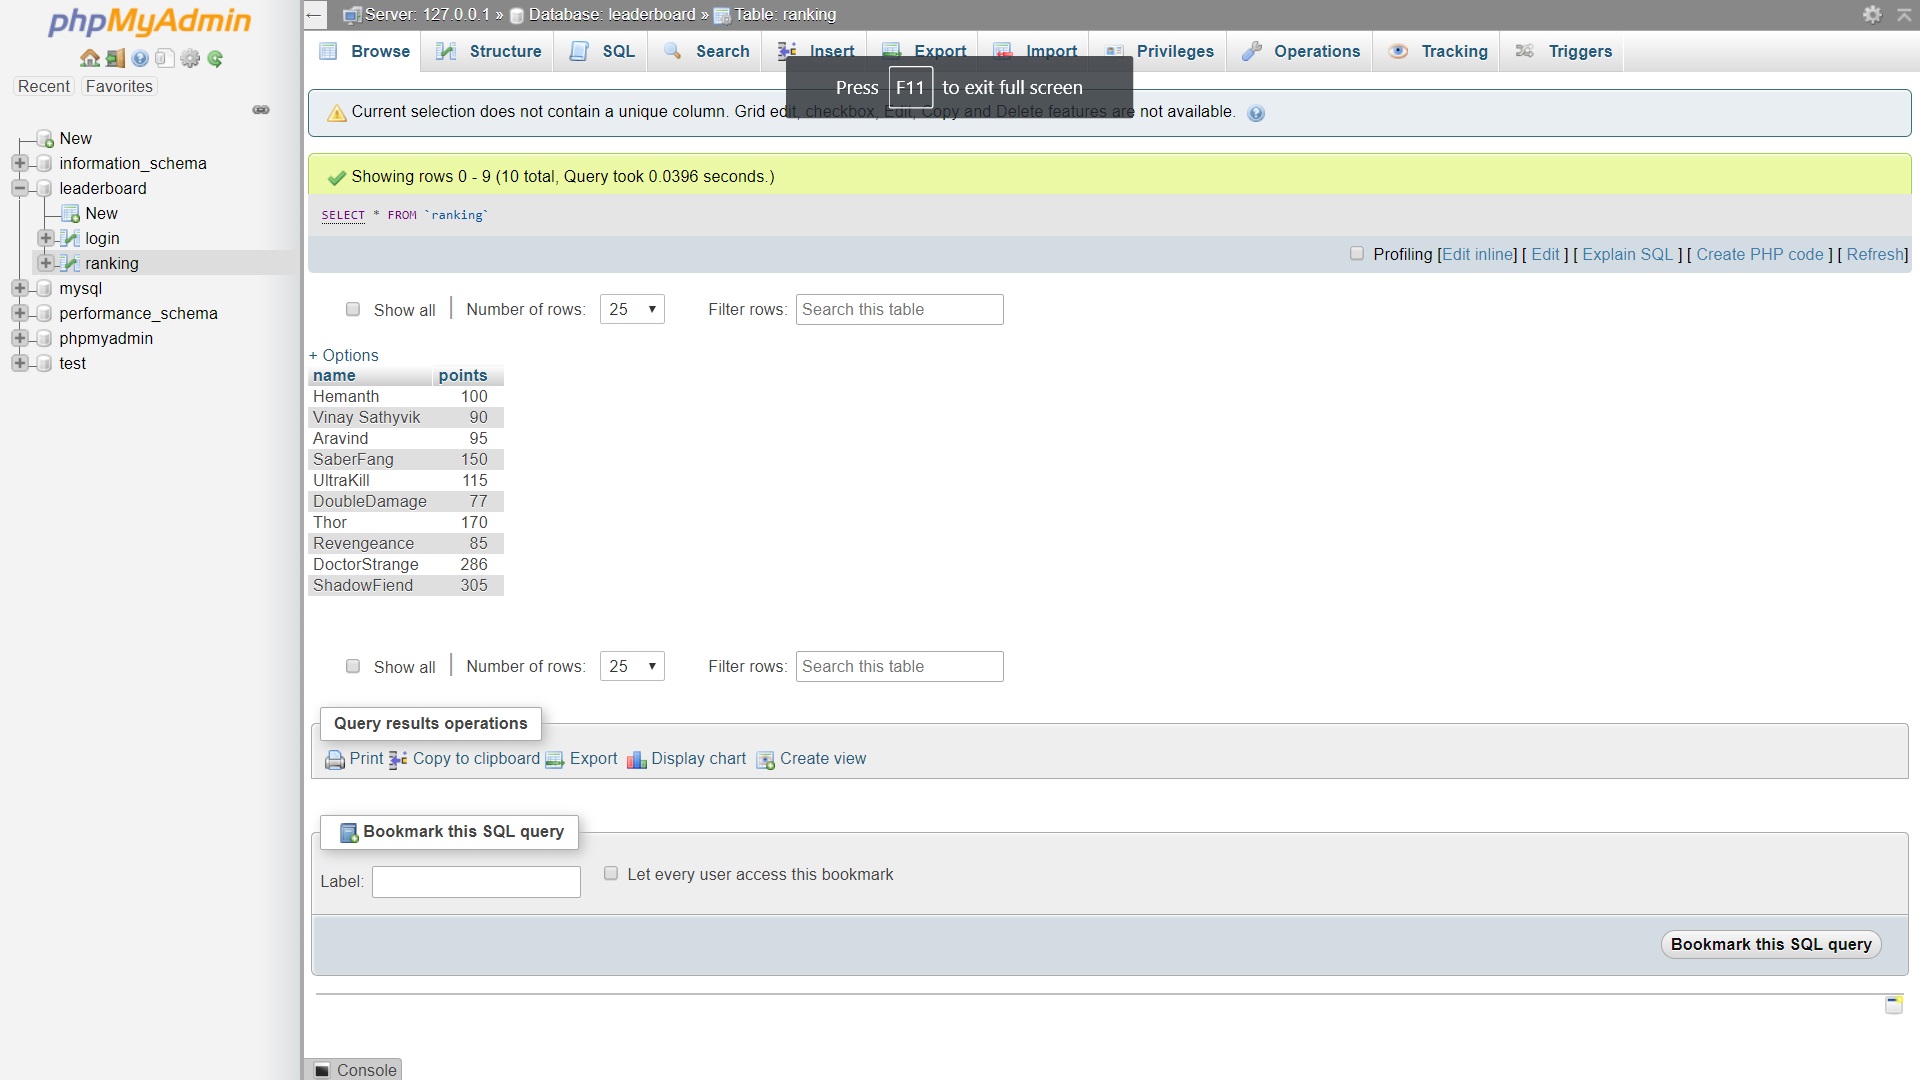 phpMyAdmin
Recent Favorites
New
information_schema
leaderboard
New
login
ranking
mysql
performance_schema
phpmyadmin
test
Server: 127.0.0.1 » Database: leaderboard » Table: ranking
Browse Structure SQL Search Insert Export Import Privileges Operations Tracking Triggers
Press F11 to exit full screen
Current selection does not contain a unique column. Grid edit, checkbox, Edit, Copy and Delete features are not available.
Showing rows 0 - 9 (10 total, Query took 0.0396 seconds.)
SELECT * FROM `ranking`
Profiling [Edit inline] [ Edit ] [ Explain SQL ] [ Create PHP code ] [ Refresh]
Show all | Number of rows: 25 Filter rows: Search this table
+ Options
name points
Hemanth 100
Vinay Sathyvik 90
Aravind 95
SaberFang 150
UltraKill 115
DoubleDamage 77
Thor 170
Revengeance 85
DoctorStrange 286
ShadowFiend 305
Show all | Number of rows: 25 Filter rows: Search this table
Query results operations
Print Copy to clipboard Export Display chart Create view
Bookmark this SQL query
Label: Let every user access this bookmark
Bookmark this SQL query
Console